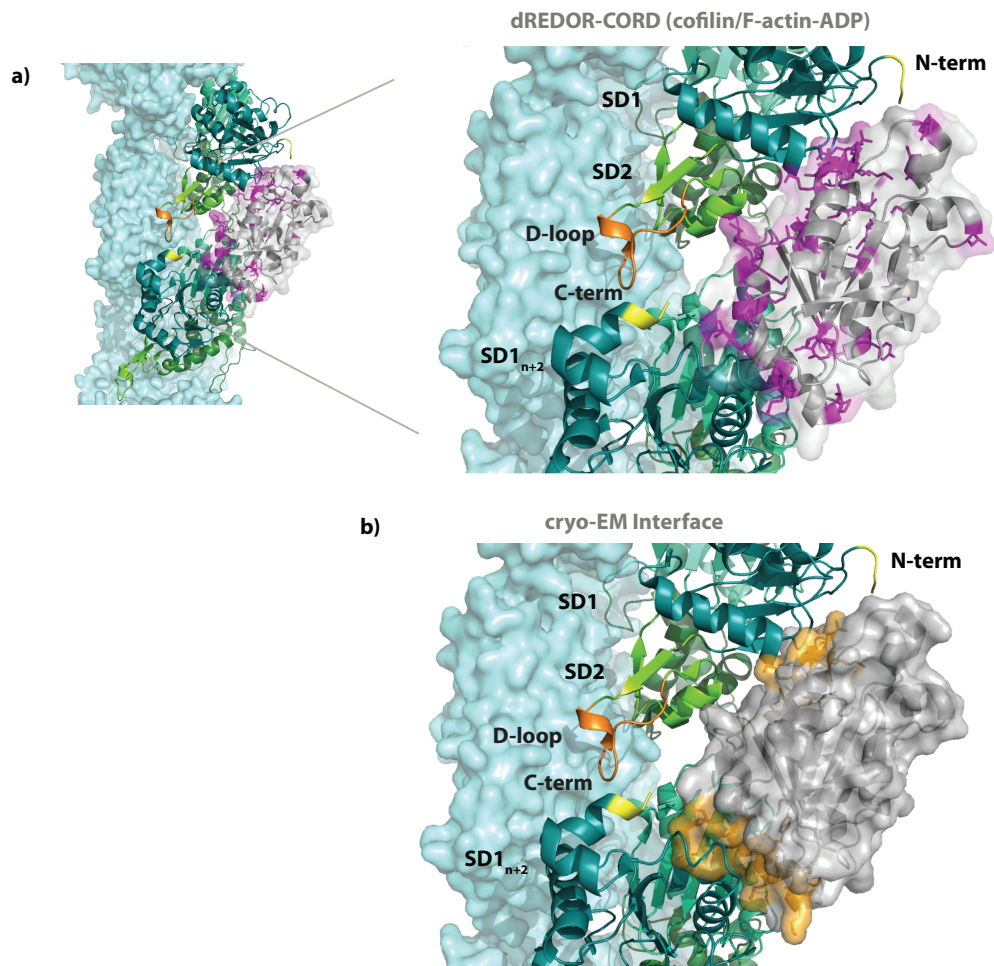 dREDOR-CORD (cofilin/F-actin-ADP)
a)
N-term
SD1
SD2
D-loop
C-term
SD1n+2
b)
cryo-EM Interface
N-term
SD1
SD2
D-loop
C-term
SD1n+2